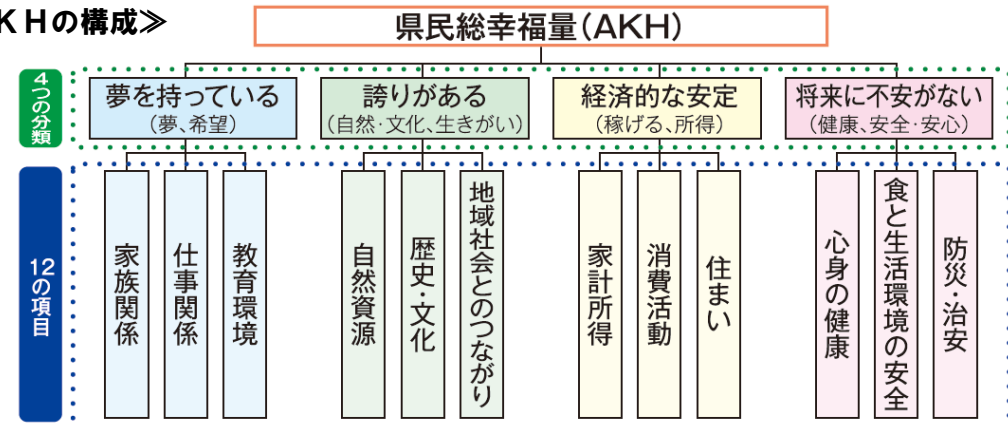 KHの構成≫
県民総幸福量(AKH)
4つの分類
夢を持っている
(夢、希望)
誇りがある
(自然・文化、生きがい)
経済的な安定
(稼げる、所得)
将来に不安がない
(健康、安全・安心)
12の項目
家族関係
仕事関係
教育環境
自然資源
歴史・文化
地域社会とのつながり
家計所得
消費活動
住まい
心身の健康
食と生活環境の安全
防災・治安